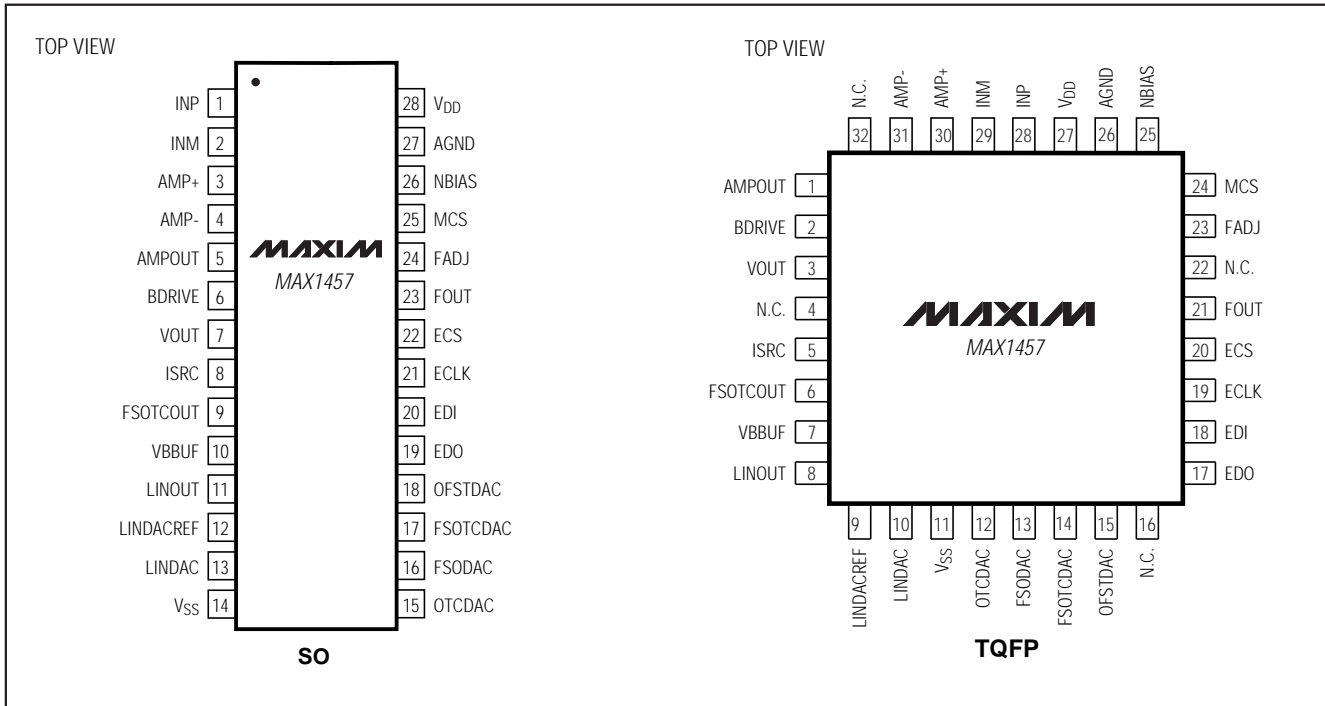 TOP VIEW
INP 1
INM 2
AMP+ 3
AMP- 4
AMPOUT 5
BDRIVE 6
VOUT 7
ISRC 8
FSOTCOUT 9
VBBUF 10
LINOUT 11
LINDACREF 12
LINDAC 13
VSS 14
MAXIM
MAX1457
28 VDD
27 AGND
26 NBIAS
25 MCS
24 FADJ
23 FOUT
22 ECS
21 ECLK
20 EDI
19 EDO
18 OFSTDAC
17 FSOTCDAC
16 FSODAC
15 OTCDAC
SO
TOP VIEW
N.C. AMP- AMP+ INM INP VDD AGND NBIAS
32 31 30 29 28 27 26 25
AMPOUT 1
BDRIVE 2
VOUT 3
N.C. 4
ISRC 5
FSOTCOUT 6
VBBUF 7
LINOUT 8
MAXIM
MAX1457
24 MCS
23 FADJ
22 N.C.
21 FOUT
20 ECS
19 ECLK
18 EDI
17 EDO
9 10 11 12 13 14 15 16
LINDACREF LINDAC VSS OTCDAC FSODAC FSOTCDAC OFSTDAC N.C.
TQFP